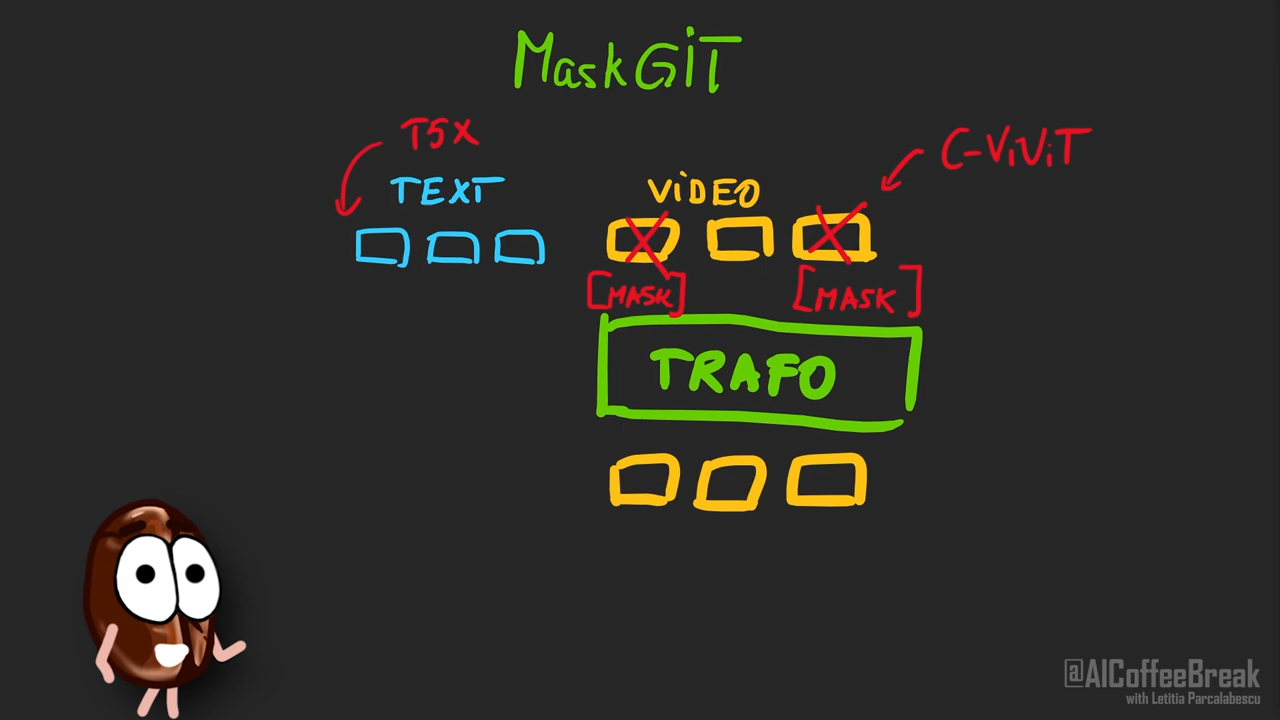 MaskGiT
T5X
C-ViViT
TEXT
ViDEO
[MASK]
[MASK]
TRAFO
@AICoffeeBreak
with Letitia Parcalabescu